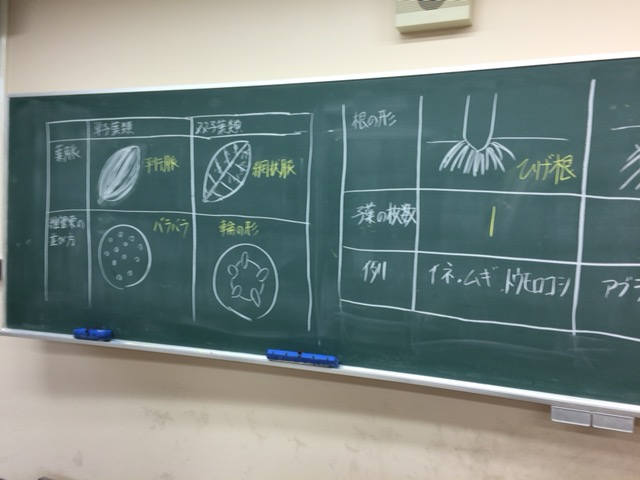 単子葉類 双子葉類
葉脈 平行脈 網状脈
維管束の バラバラ 輪の形
並び方
根の形 ひげ根
子葉の枚数 1
例 イネ・ムギ・トウモロコシ アブ